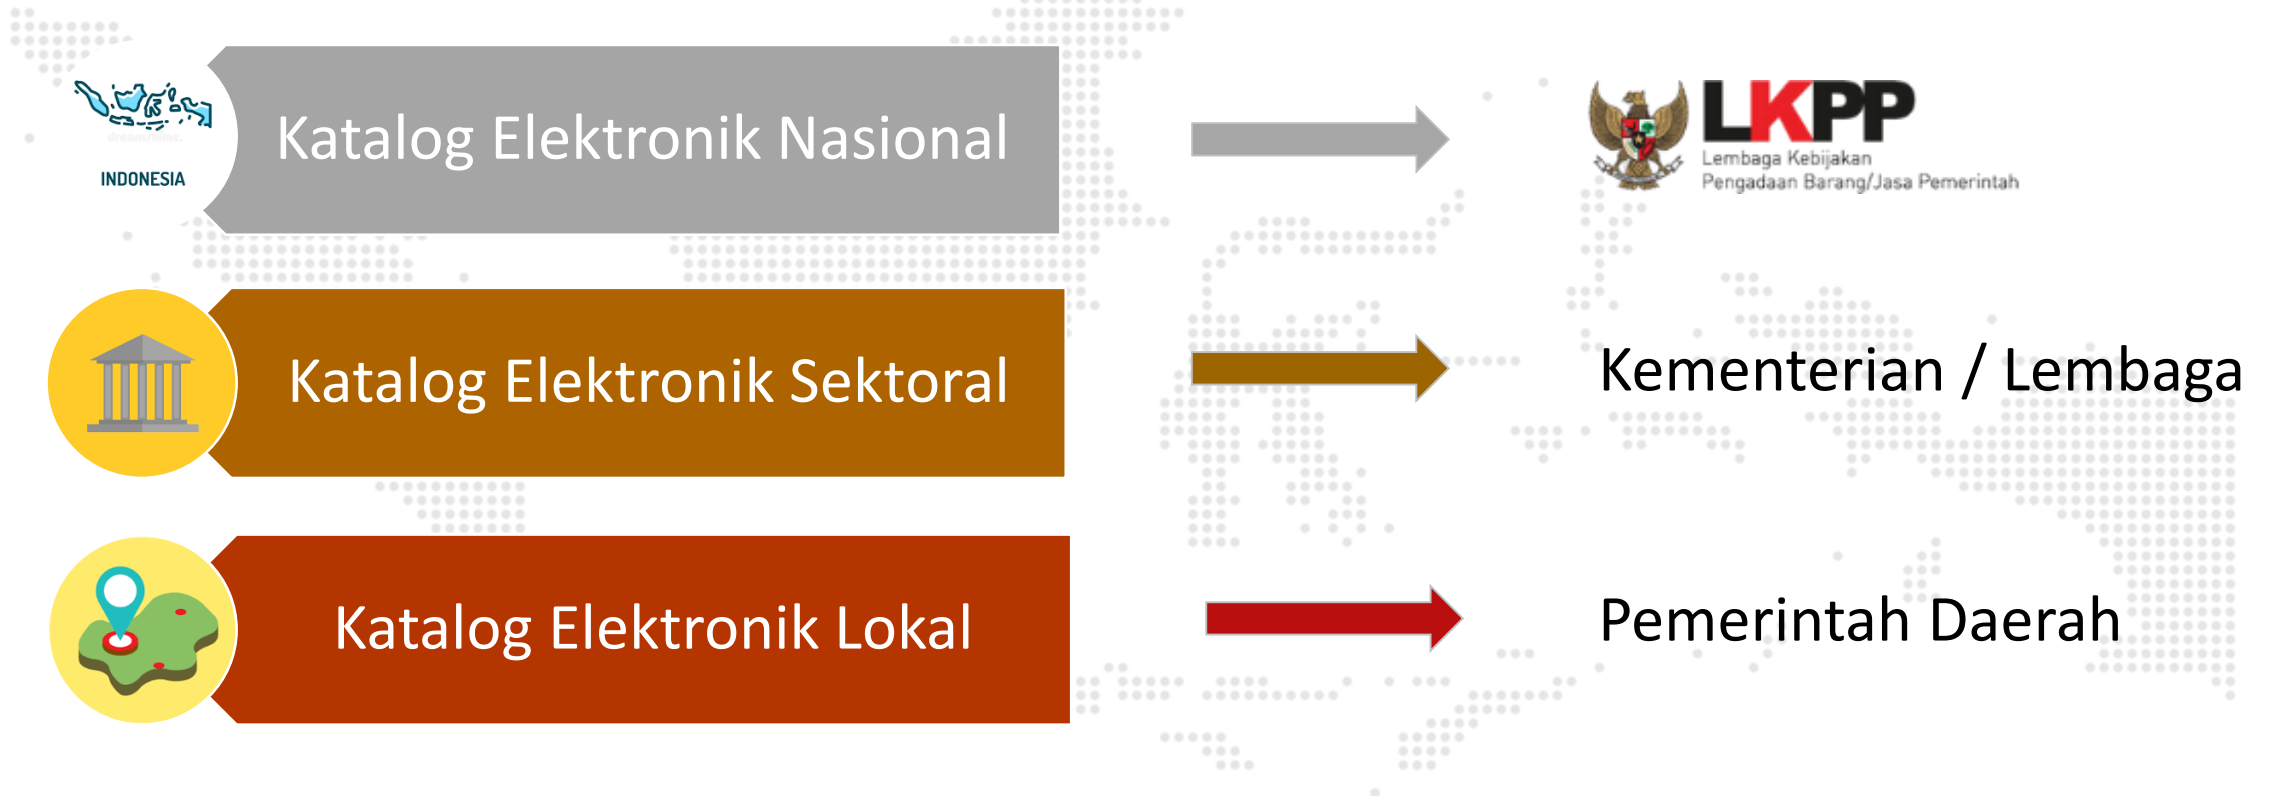 INDONESIA
Katalog Elektronik Nasional
LKPP
Lembaga Kebijakan
Pengadaan Barang/Jasa Pemerintah
Katalog Elektronik Sektoral
Kementerian / Lembaga
Katalog Elektronik Lokal
Pemerintah Daerah